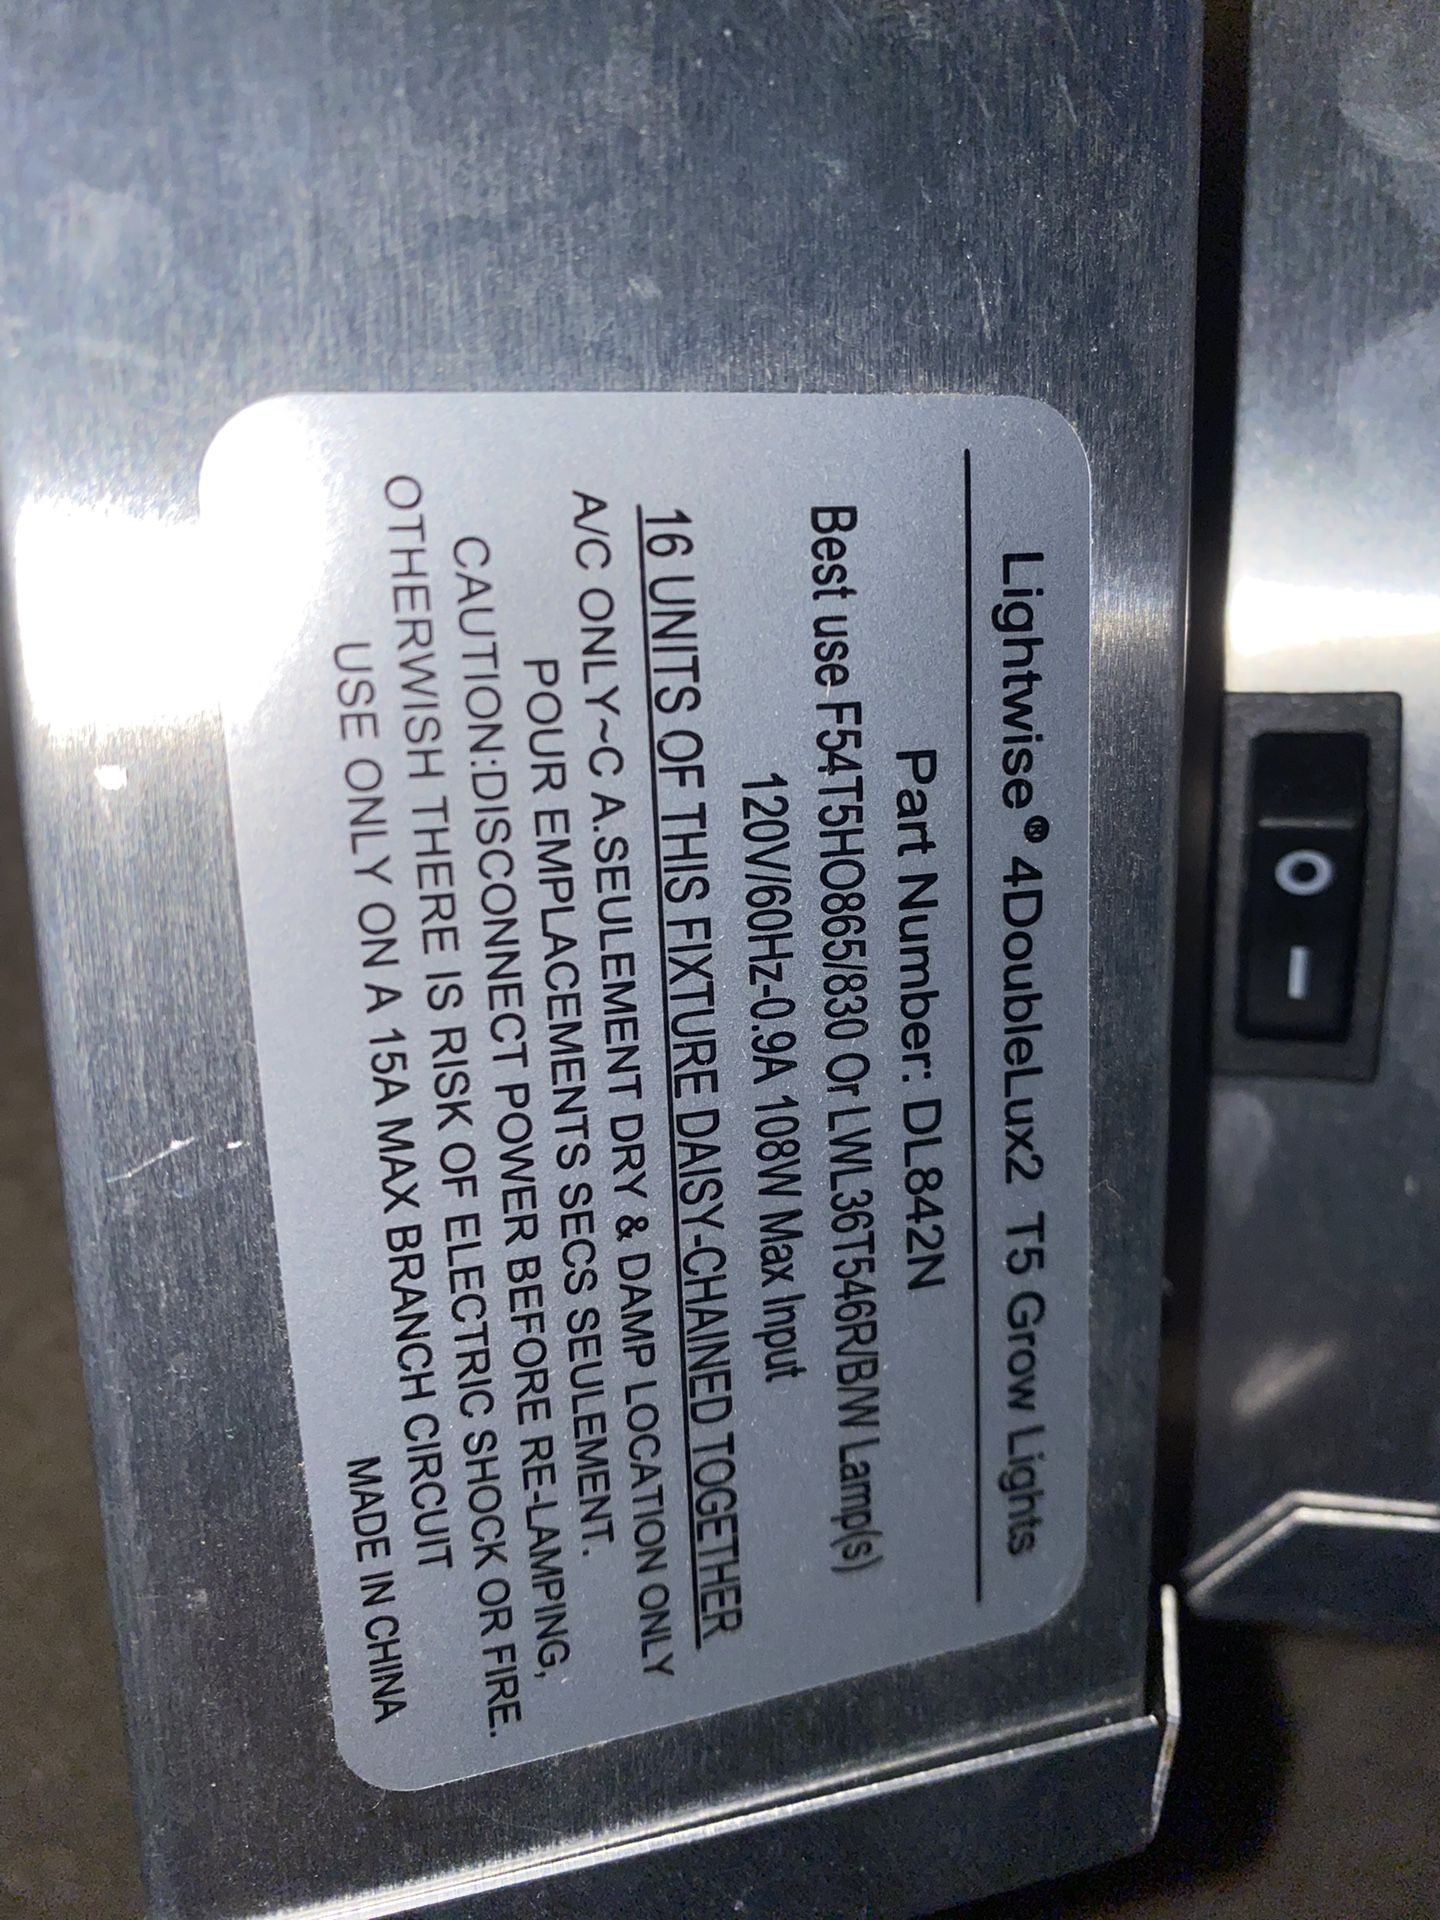 Lightwise® 4DoubleLux2 T5 Grow Lights
Part Number: DL842N
Best use F54T5HO865/830 Or LWL36T546R/B/W Lamp(s)
120V/60Hz-0.9A 108W Max Input
16 UNITS OF THIS FIXTURE DAISY-CHAINED TOGETHER
A/C ONLY~C A.SEULEMENT DRY & DAMP LOCATION ONLY
POUR EMPLACEMENTS SECS SEULEMENT.
CAUTION:DISCONNECT POWER BEFORE RE-LAMPING,
OTHERWISH THERE IS RISK OF ELECTRIC SHOCK OR FIRE.
USE ONLY ON A 15A MAX BRANCH CIRCUIT
MADE IN CHINA
O I